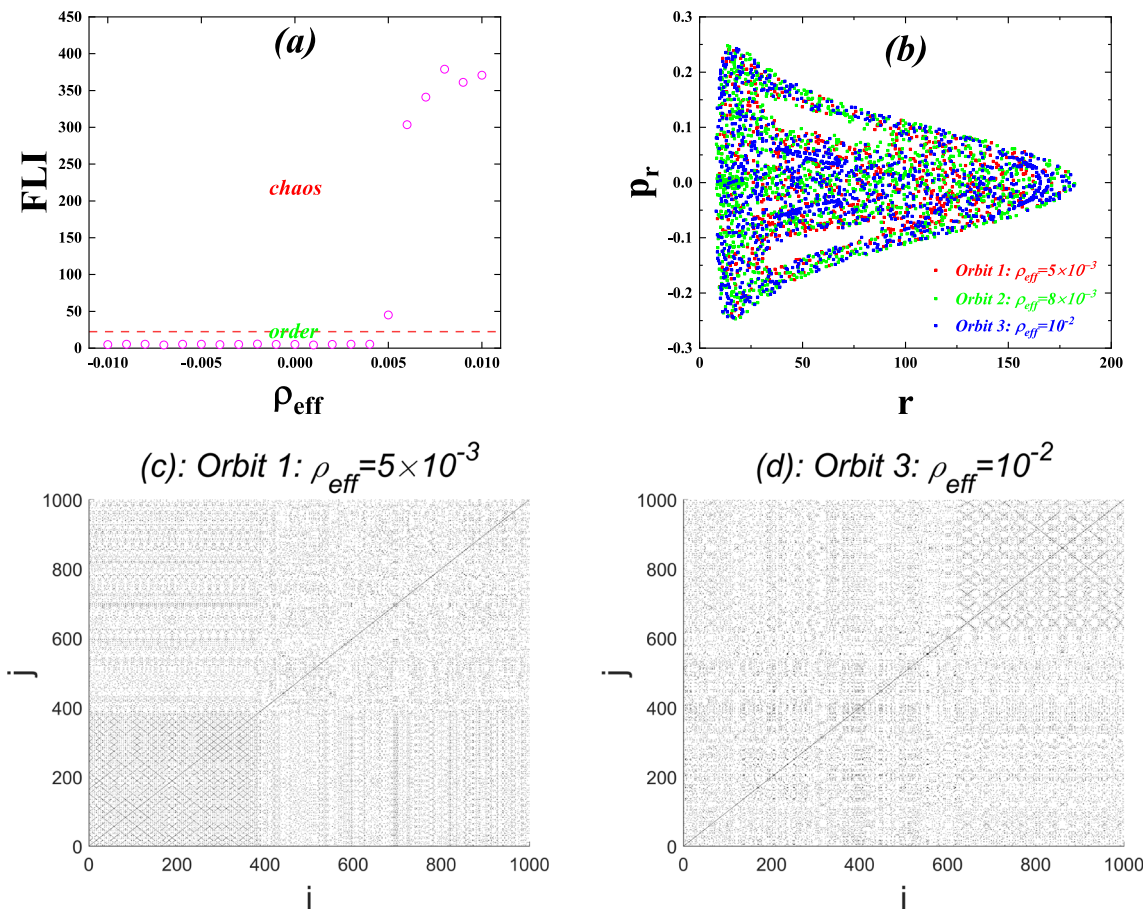 (a)
450
400
350
300
250
200
150
100
50
0
FLI
chaos
order
-0.010 -0.005 0.000 0.005 0.010
ρeff
(b)
0.3
0.2
0.1
0.0
-0.1
-0.2
-0.3
pr
Orbit 1: ρeff=5×10⁻³
Orbit 2: ρeff=8×10⁻³
Orbit 3: ρeff=10⁻²
0 50 100 150 200
r
(c): Orbit 1: ρeff=5×10⁻³
1000
800
600
400
200
0
j
0 200 400 600 800 1000
i
(d): Orbit 3: ρeff=10⁻²
1000
800
600
400
200
0
j
0 200 400 600 800 1000
i